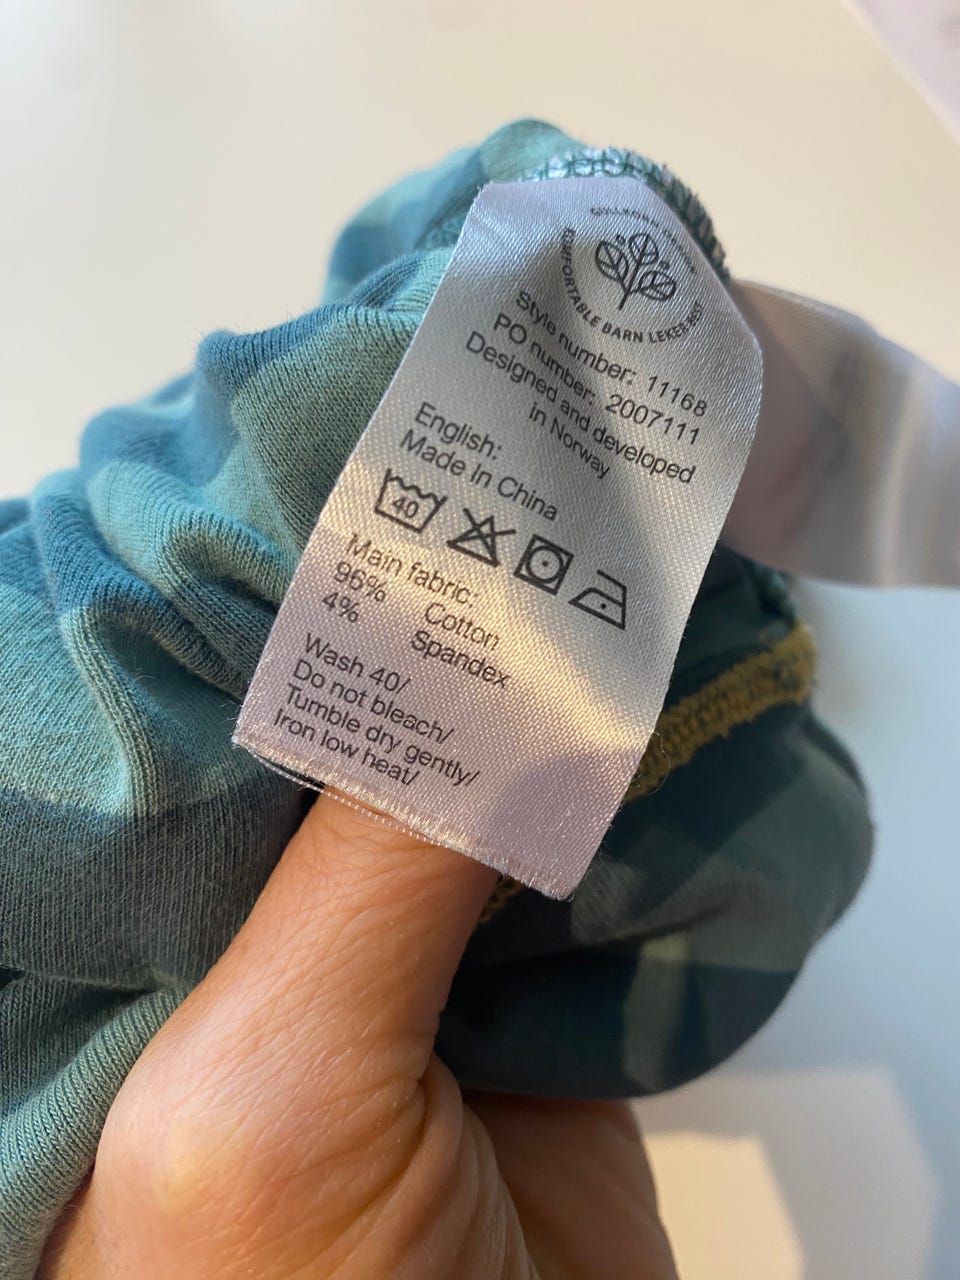 COMFORTABLE BARN LEKER BEST
Style number: 11168
PO number: 2007111
Designed and developed
in Norway
English:
Made In China
40
Main fabric:
96% Cotton
4% Spandex
Wash 40/
Do not bleach/
Tumble dry gently/
Iron low heat/